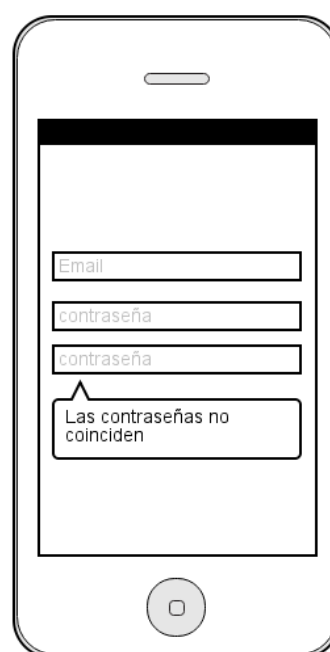 Email
contraseña
contraseña
Las contraseñas no
coinciden